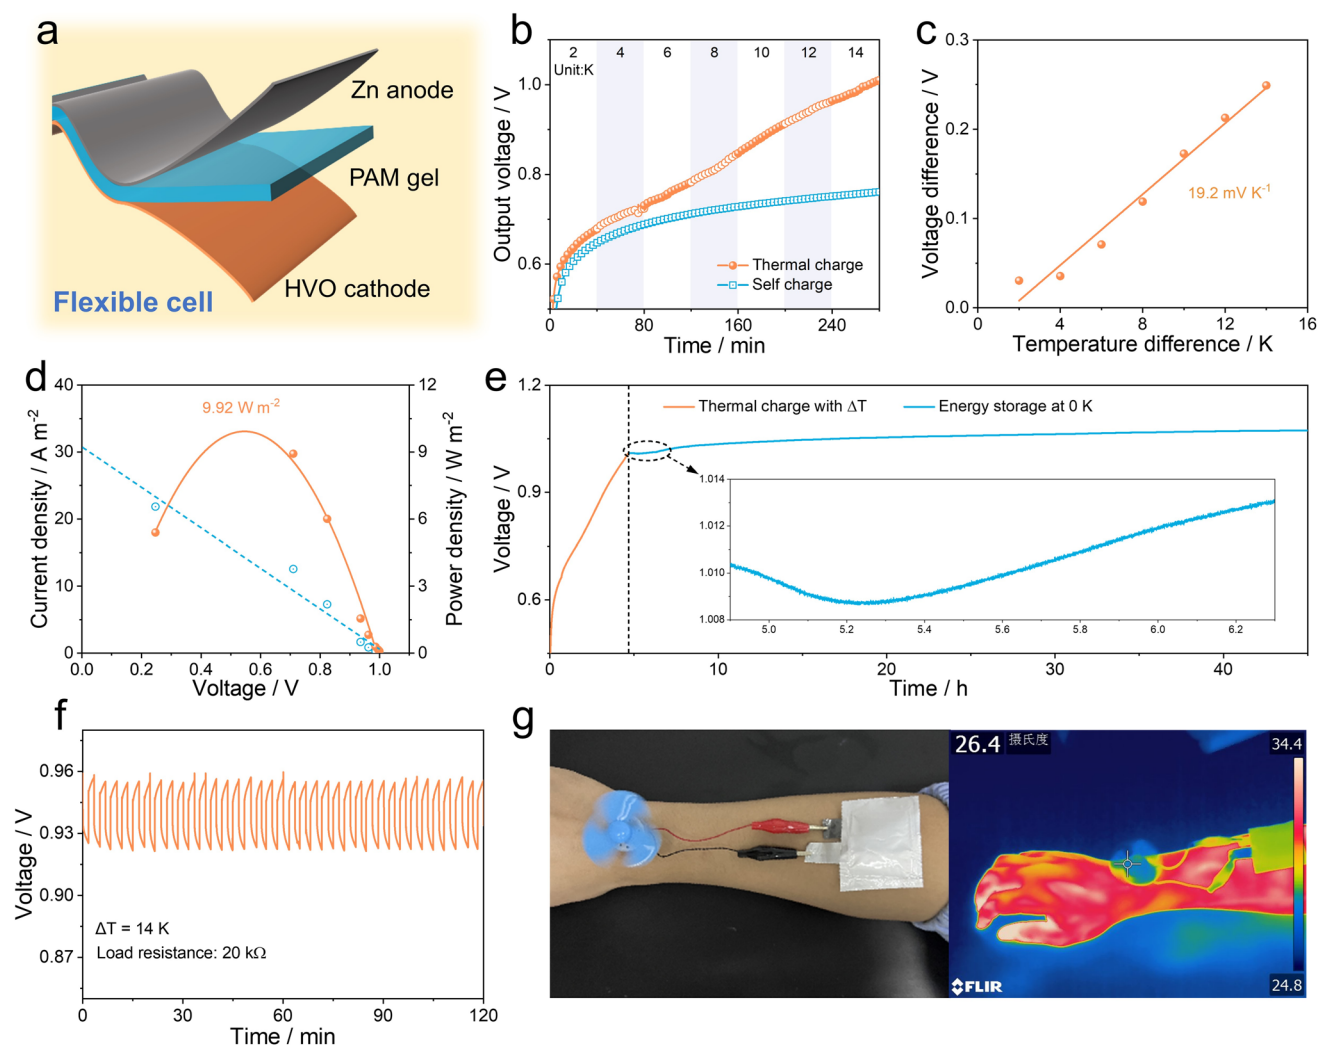 a
Zn anode
PAM gel
HVO cathode
Flexible cell
b
2 4 6 8 10 12 14
Unit:K
Output voltage / V
1.0
0.8
0.6
Thermal charge
Self charge
0 80 160 240
Time / min
c
Voltage difference / V
0.3
0.2
0.1
0.0
19.2 mV K⁻¹
0 4 8 12 16
Temperature difference / K
d
Current density / A m⁻²
40
30
20
10
0
9.92 W m⁻²
12
9
6
3
0
Power density / W m⁻²
0.0 0.2 0.4 0.6 0.8 1.0
Voltage / V
e
Voltage / V
1.2
0.9
0.6
Thermal charge with ΔT
Energy storage at 0 K
1.014
1.012
1.010
1.008
5.0 5.2 5.4 5.6 5.8 6.0 6.2
0 10 20 30 40
Time / h
f
Voltage / V
0.96
0.93
0.90
0.87
ΔT = 14 K
Load resistance: 20 kΩ
0 30 60 90 120
Time / min
g
26.4 摄氏度
34.4
24.8
FLIR